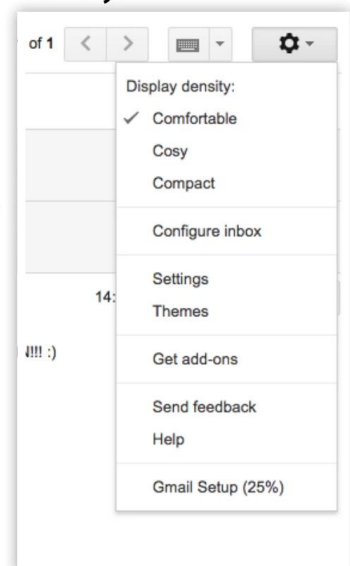 of 1
Display density:
✓ Comfortable
Cosy
Compact
Configure inbox
Settings
14:
Themes
!!! :)
Get add-ons
Send feedback
Help
Gmail Setup (25%)